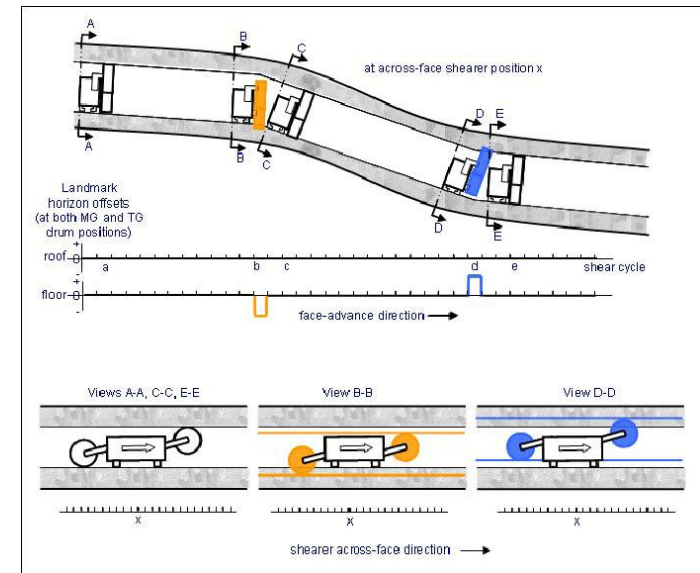 A
B
C
at across-face shearer position x
D
E
A
B
C
D
E
Landmark
horizon offsets
(at both MG and TG
drum positions)
+
roof 0
-
a b c d e shear cycle
+
floor
-
face-advance direction
Views A-A, C-C, E-E
View B-B
View D-D
x
x
x
shearer across-face direction